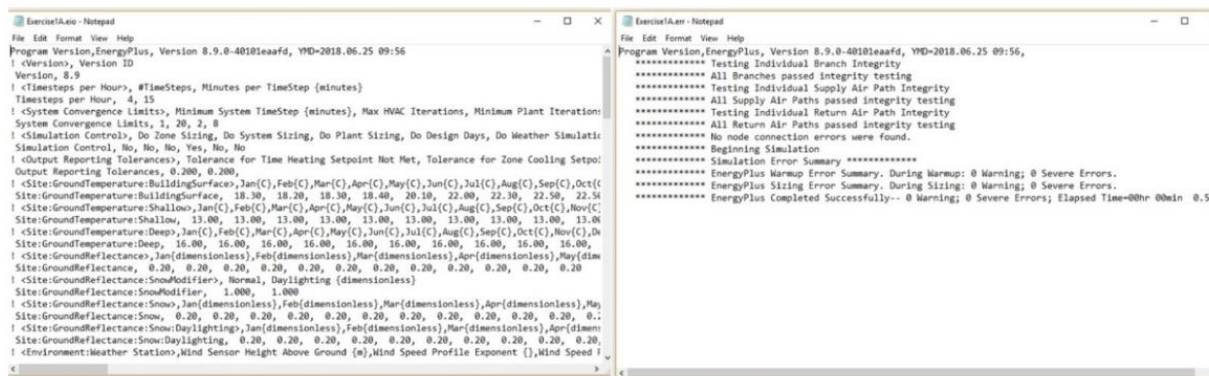 Exercise1A.eio - Notepad
File Edit Format View Help
Program Version,EnergyPlus, Version 8.9.0-40101eaafd, YMD=2018.06.25 09:56
! <Version>, Version ID
Version, 8.9
! <Timesteps per Hour>, #TimeSteps, Minutes per TimeStep {minutes}
Timesteps per Hour, 4, 15
! <System Convergence Limits>, Minimum System TimeStep {minutes}, Max HVAC Iterations, Minimum Plant Iterations
System Convergence Limits, 1, 20, 2, 8
! <Simulation Control>, Do Zone Sizing, Do System Sizing, Do Plant Sizing, Do Design Days, Do Weather Simulatio
Simulation Control, No, No, No, Yes, No, No
! <Output Reporting Tolerances>, Tolerance for Time Heating Setpoint Not Met, Tolerance for Zone Cooling Setpoi
Output Reporting Tolerances, 0.200, 0.200,
! <Site:GroundTemperature:BuildingSurface>,Jan{C},Feb{C},Mar{C},Apr{C},May{C},Jun{C},Jul{C},Aug{C},Sep{C},Oct{C
Site:GroundTemperature:BuildingSurface, 18.30, 18.20, 18.30, 18.40, 20.10, 22.00, 22.30, 22.50, 22.50
! <Site:GroundTemperature:Shallow>,Jan{C},Feb{C},Mar{C},Apr{C},May{C},Jun{C},Jul{C},Aug{C},Sep{C},Oct{C},Nov{C}
Site:GroundTemperature:Shallow, 13.00, 13.00, 13.00, 13.00, 13.00, 13.00, 13.00, 13.00, 13.00, 13.00
! <Site:GroundTemperature:Deep>,Jan{C},Feb{C},Mar{C},Apr{C},May{C},Jun{C},Jul{C},Aug{C},Sep{C},Oct{C},Nov{C},De
Site:GroundTemperature:Deep, 16.00, 16.00, 16.00, 16.00, 16.00, 16.00, 16.00, 16.00, 16.00,
! <Site:GroundReflectance>,Jan{dimensionless},Feb{dimensionless},Mar{dimensionless},Apr{dimensionless},May{dime
Site:GroundReflectance, 0.20, 0.20, 0.20, 0.20, 0.20, 0.20, 0.20, 0.20, 0.20, 0.20, 0.20, 0.20
! <Site:GroundReflectance:SnowModifier>, Normal, Daylighting {dimensionless}
Site:GroundReflectance:SnowModifier, 1.000, 1.000
! <Site:GroundReflectance:Snow>,Jan{dimensionless},Feb{dimensionless},Mar{dimensionless},Apr{dimensionless},May
Site:GroundReflectance:Snow, 0.20, 0.20, 0.20, 0.20, 0.20, 0.20, 0.20, 0.20, 0.20, 0.20, 0.2
! <Site:GroundReflectance:Snow:Daylighting>,Jan{dimensionless},Feb{dimensionless},Mar{dimensionless},Apr{dimens
Site:GroundReflectance:Snow:Daylighting, 0.20, 0.20, 0.20, 0.20, 0.20, 0.20, 0.20, 0.20, 0.20, 0.20,
! <Environment:Weather Station>,Wind Sensor Height Above Ground {m},Wind Speed Profile Exponent {},Wind Speed P
Exercise1A.err - Notepad
File Edit Format View Help
Program Version,EnergyPlus, Version 8.9.0-40101eaafd, YMD=2018.06.25 09:56,
************* Testing Individual Branch Integrity
************* All Branches passed integrity testing
************* Testing Individual Supply Air Path Integrity
************* All Supply Air Paths passed integrity testing
************* Testing Individual Return Air Path Integrity
************* All Return Air Paths passed integrity testing
************* No node connection errors were found.
************* Beginning Simulation
************* Simulation Error Summary *************
************* EnergyPlus Warmup Error Summary. During Warmup: 0 Warning; 0 Severe Errors.
************* EnergyPlus Sizing Error Summary. During Sizing: 0 Warning; 0 Severe Errors.
************* EnergyPlus Completed Successfully-- 0 Warning; 0 Severe Errors; Elapsed Time=00hr 00min 0.5